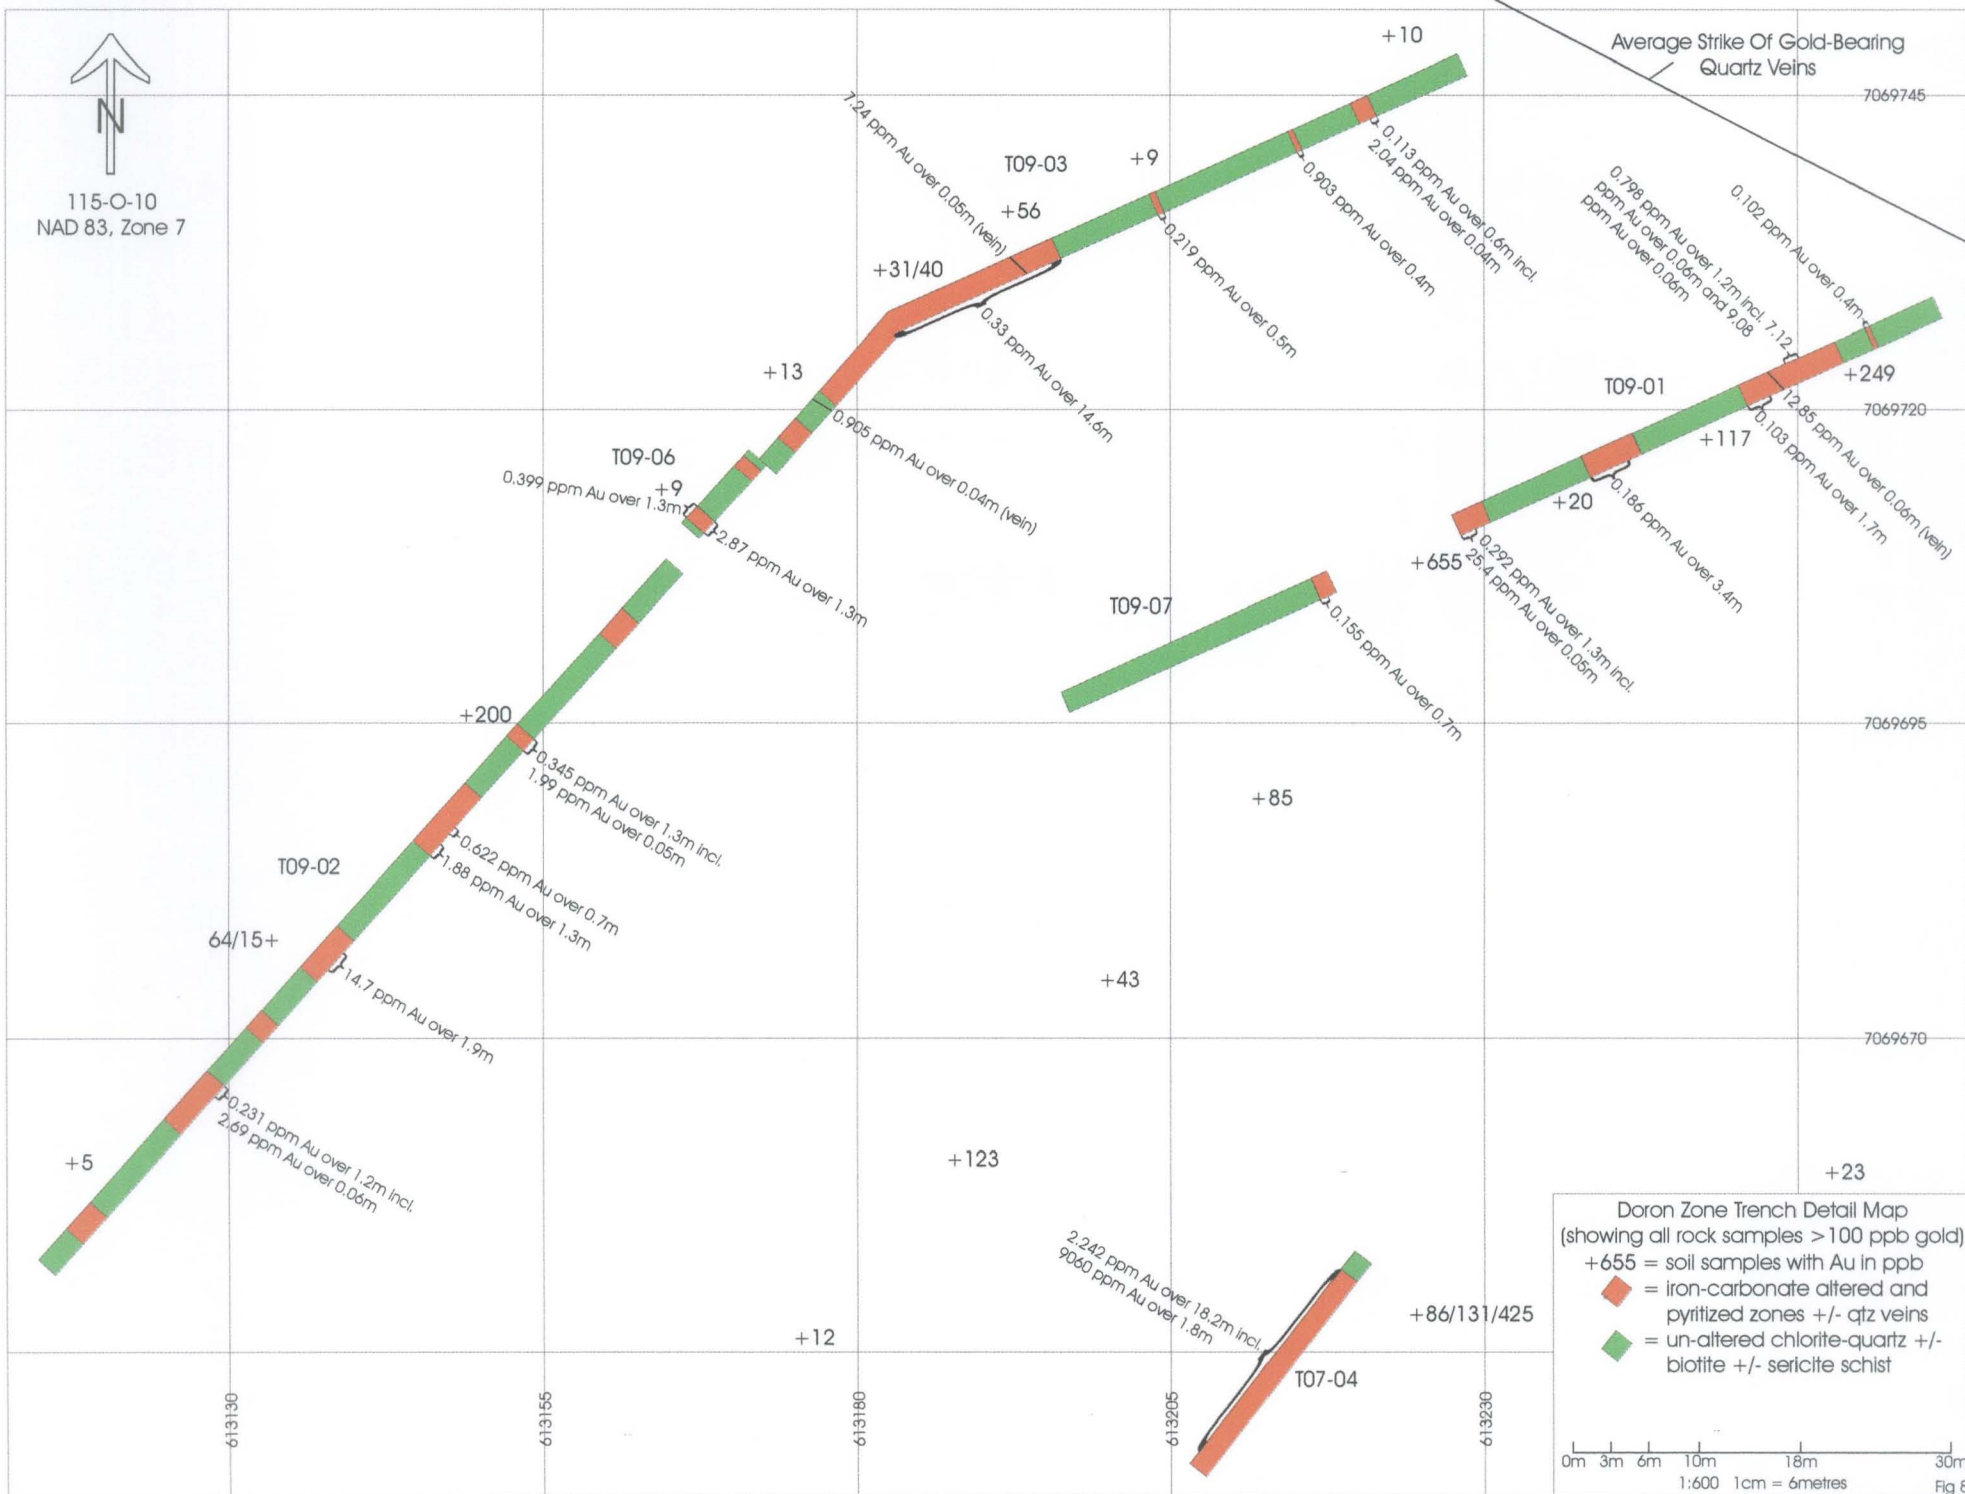 N
115-O-10
NAD 83, Zone 7
Average Strike Of Gold-Bearing
Quartz Veins
7069745
7069720
7069695
7069670
+10
T09-03
+9
+56
+31/40
7.24 ppm Au over 0.05m (vein)
0.113 ppm Au over 0.6m incl.
2.04 ppm Au over 0.04m
0.903 ppm Au over 0.4m
0.219 ppm Au over 0.5m
0.33 ppm Au over 14.6m
+13
0.905 ppm Au over 0.04m (vein)
T09-06
+9
0.399 ppm Au over 1.3m
2.87 ppm Au over 1.3m
0.798 ppm Au over 1.2m incl. 7.12
ppm Au over 0.06m and 9.08
ppm Au over 0.06m
0.102 ppm Au over 0.4m
T09-01
+249
+117
+20
+655
12.85 ppm Au over 0.06m (vein)
0.103 ppm Au over 1.7m
0.186 ppm Au over 3.4m
0.292 ppm Au over 1.3m incl.
25.4 ppm Au over 0.05m
T09-07
0.155 ppm Au over 0.7m
+200
0.345 ppm Au over 1.3m incl.
1.99 ppm Au over 0.05m
T09-02
0.622 ppm Au over 0.7m
1.88 ppm Au over 1.3m
64/15+
14.7 ppm Au over 1.9m
0.231 ppm Au over 1.2m incl.
2.69 ppm Au over 0.06m
+5
+85
+43
+123
+12
+23
2.242 ppm Au over 18.2m incl.
9060 ppm Au over 1.8m
+86/131/425
T07-04
613130
613155
613180
613205
613230
Doron Zone Trench Detail Map
(showing all rock samples >100 ppb gold)
+655 = soil samples with Au in ppb
= iron-carbonate altered and
pyritized zones +/- qtz veins
= un-altered chlorite-quartz +/-
biotite +/- sericite schist
0m 3m 6m 10m 18m 30m
1:600 1cm = 6metres
Fig 8